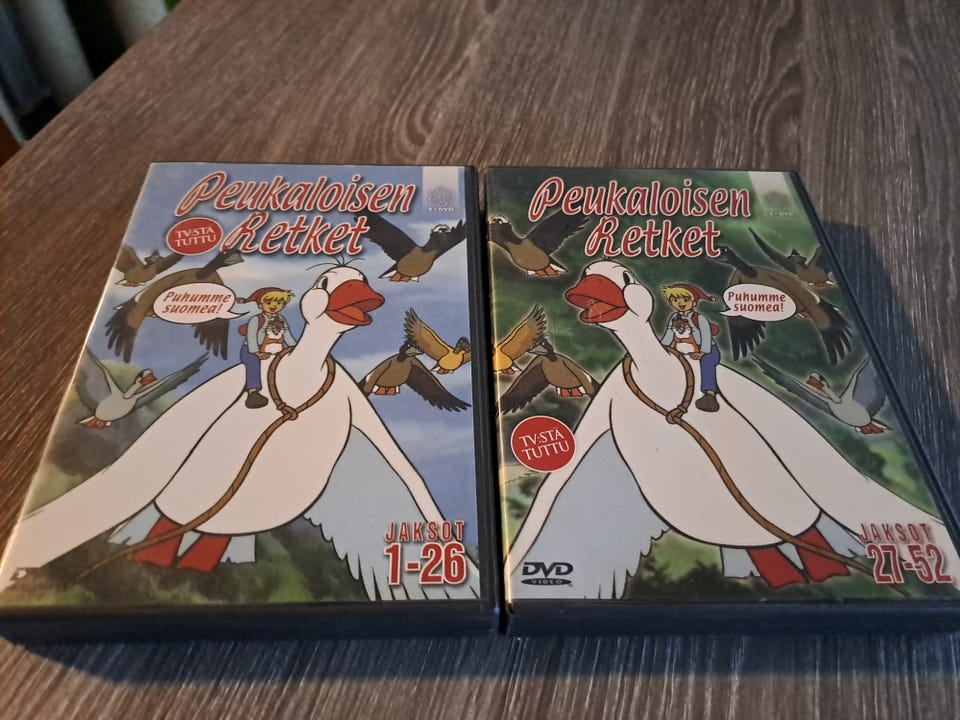 Peukaloisen
Retket
TV:STÄ
TUTTU
Puhumme
suomea!
JAKSOT
1-26
Peukaloisen
Retket
Puhumme
suomea!
TV:STÄ
TUTTU
DVD
VIDEO
JAKSOT
27-52